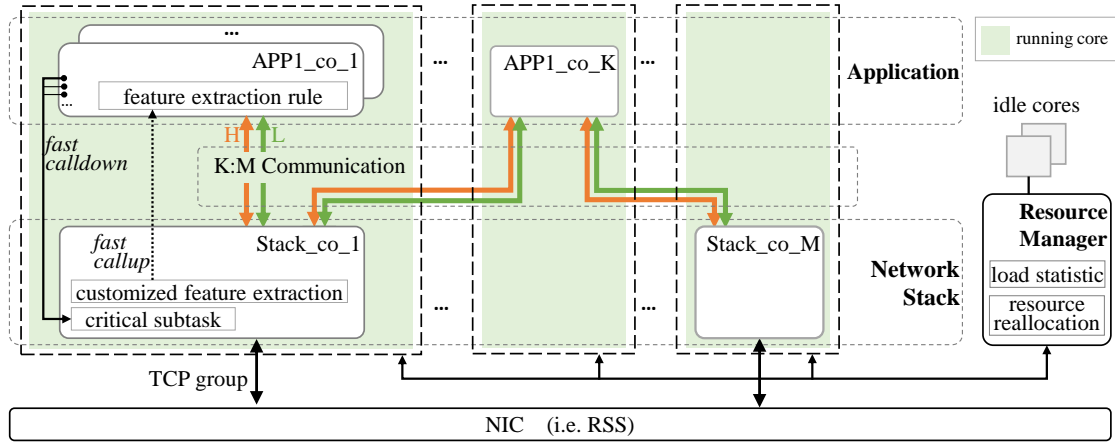 ...
APP1_co_1
feature extraction rule
...
...
APP1_co_K
...
Application
running core
idle cores
H
L
fast
calldown
K:M Communication
Stack_co_1
fast
callup
customized feature extraction
critical subtask
...
...
Stack_co_M
Network
Stack
Resource
Manager
load statistic
resource
reallocation
TCP group
NIC (i.e. RSS)